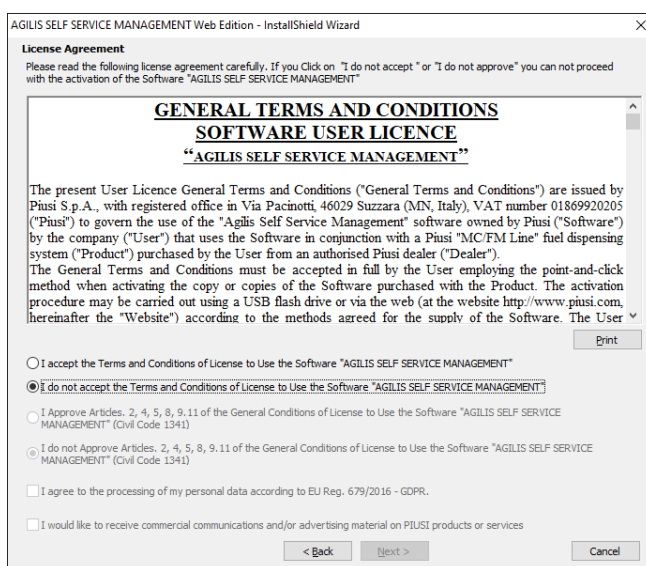 AGILIS SELF SERVICE MANAGEMENT Web Edition - InstallShield Wizard
License Agreement
Please read the following license agreement carefully. If you Click on "I do not accept " or "I do not approve" you can not proceed
with the activation of the Software "AGILIS SELF SERVICE MANAGEMENT"
GENERAL TERMS AND CONDITIONS
SOFTWARE USER LICENCE
“AGILIS SELF SERVICE MANAGEMENT”
The present User Licence General Terms and Conditions ("General Terms and Conditions") are issued by
Piusi S.p.A., with registered office in Via Pacinotti, 46029 Suzzara (MN, Italy), VAT number 01869920205
("Piusi") to govern the use of the "Agilis Self Service Management" software owned by Piusi ("Software")
by the company ("User") that uses the Software in conjunction with a Piusi "MC/FM Line" fuel dispensing
system ("Product") purchased by the User from an authorised Piusi dealer ("Dealer").
The General Terms and Conditions must be accepted in full by the User employing the point-and-click
method when activating the copy or copies of the Software purchased with the Product. The activation
procedure may be carried out using a USB flash drive or via the web (at the website http://www.piusi.com,
hereinafter the "Website") according to the methods agreed for the supply of the Software. The User
Print
I accept the Terms and Conditions of License to Use the Software "AGILIS SELF SERVICE MANAGEMENT"
I do not accept the Terms and Conditions of License to Use the Software "AGILIS SELF SERVICE MANAGEMENT"
I Approve Articles. 2, 4, 5, 8, 9.11 of the General Conditions of License to Use the Software "AGILIS SELF SERVICE
MANAGEMENT" (Civil Code 1341)
I do not Approve Articles. 2, 4, 5, 8, 9.11 of the General Conditions of License to Use the Software "AGILIS SELF SERVICE
MANAGEMENT" (Civil Code 1341)
I agree to the processing of my personal data according to EU Reg. 679/2016 - GDPR.
I would like to receive commercial communications and/or advertising material on PIUSI products or services
< Back Next > Cancel